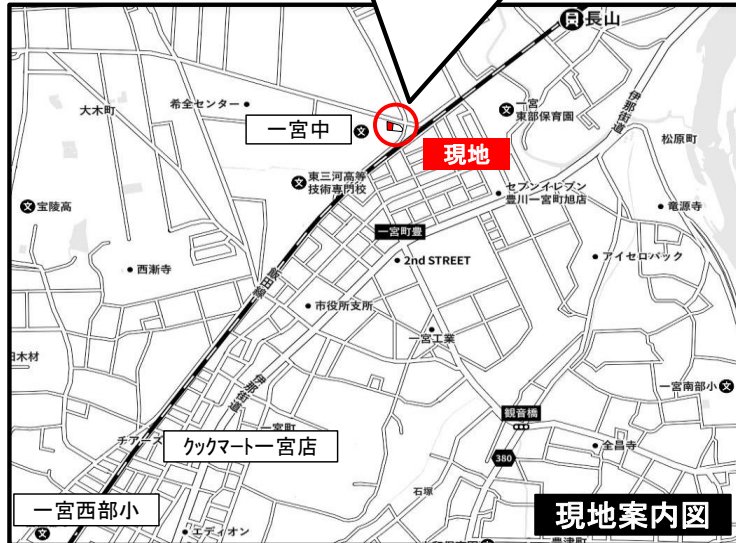 長山
伊那街道
希全センター
大木町
一宮
東部保育園
一宮中
松原町
現地
東三河高等
技術専門校
セブンイレブン
豊川一宮町旭店
宝陵高
竜源寺
一宮町豊
2nd STREET
アイセロパック
西漸寺
飯田線
市役所支所
一宮工業
木材
伊那街道
一宮南部小
観音橋
一宮町
チアーズ
クックマート一宮店
全昌寺
380
石塚
一宮西部小
現地案内図
エディオン
豊津町